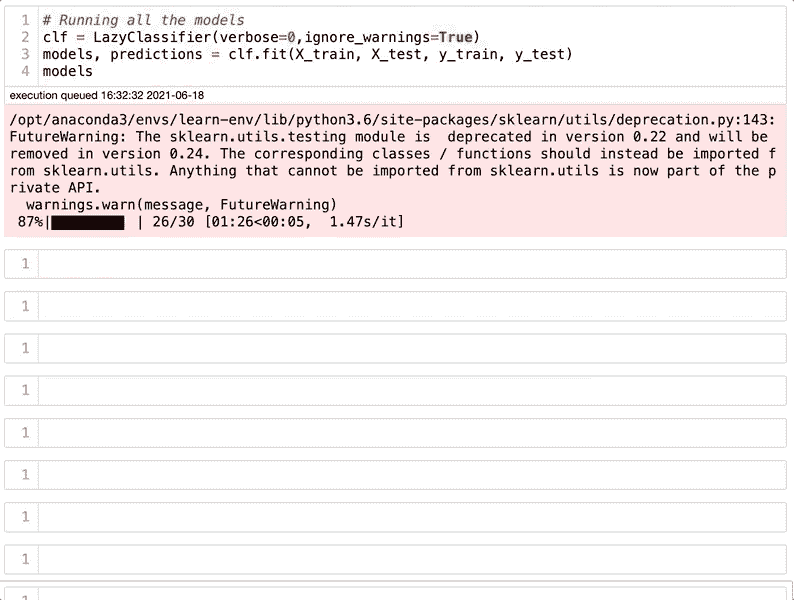 1 # Running all the models
2 clf = LazyClassifier(verbose=0,ignore_warnings=True)
3 models, predictions = clf.fit(X_train, X_test, y_train, y_test)
4 models
execution queued 16:32:32 2021-06-18
/opt/anaconda3/envs/learn-env/lib/python3.6/site-packages/sklearn/utils/deprecation.py:143:
FutureWarning: The sklearn.utils.testing module is  deprecated in version 0.22 and will be
removed in version 0.24. The corresponding classes / functions should instead be imported f
rom sklearn.utils. Anything that cannot be imported from sklearn.utils is now part of the p
rivate API.
  warnings.warn(message, FutureWarning)
 87%|█████████ | 26/30 [01:26<00:05,  1.47s/it]
1
1
1
1
1
1
1
1
1